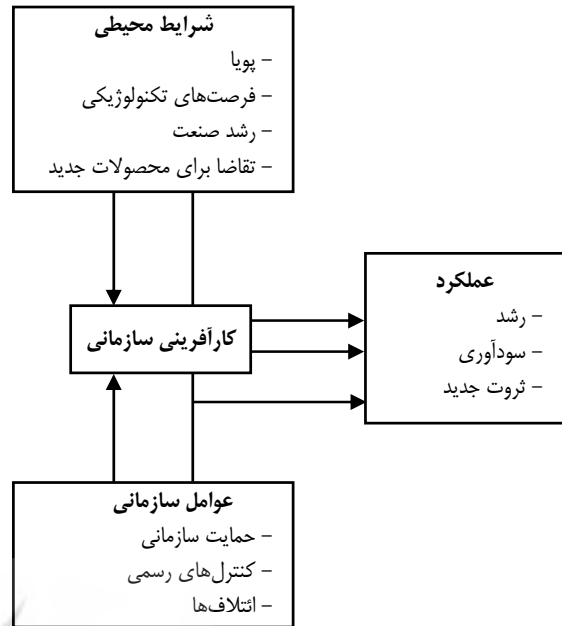 شرایط محیطی
– پویا
– فرصت‌های تکنولوژیکی
– رشد صنعت
– تقاضا برای محصولات جدید
کارآفرینی سازمانی
عملکرد
– رشد
– سودآوری
– ثروت جدید
عوامل سازمانی
– حمایت سازمانی
– کنترل‌های رسمی
– ائتلاف‌ها